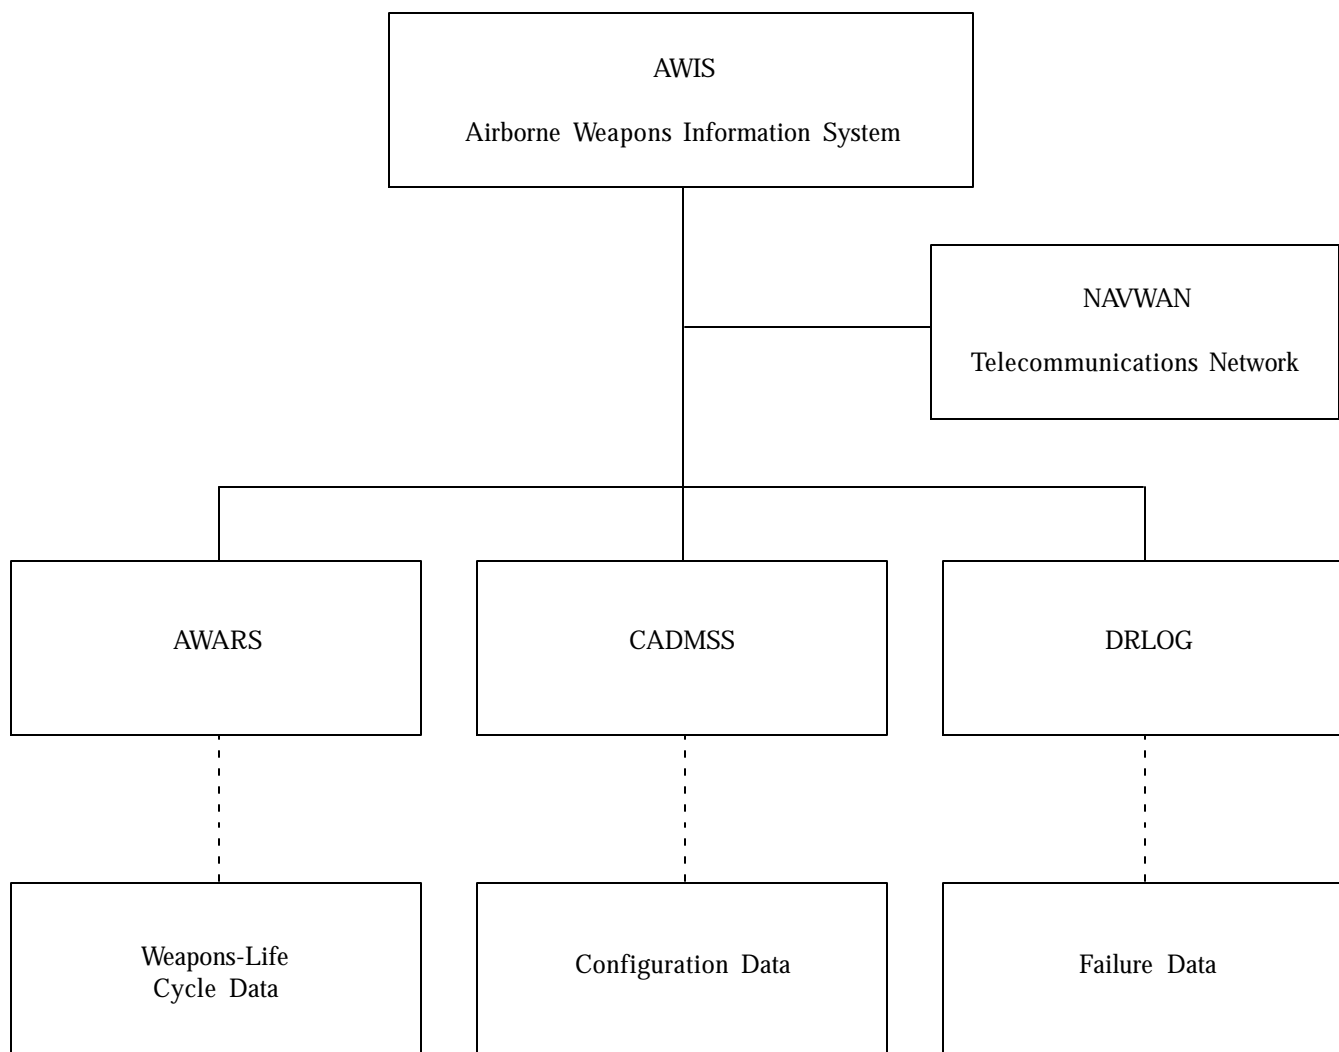 AWIS
Airborne Weapons Information System
NAVWAN
Telecommunications Network
AWARS
CADMSS
DRLOG
Weapons-Life
Cycle Data
Configuration Data
Failure Data